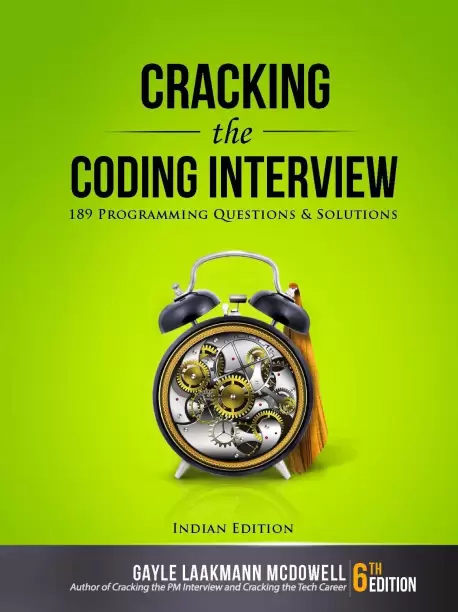 CRACKING
the
CODING INTERVIEW
189 PROGRAMMING QUESTIONS & SOLUTIONS
INDIAN EDITION
GAYLE LAAKMANN MCDOWELL
Author of Cracking the PM Interview and Cracking the Tech Career
6TH
EDITION